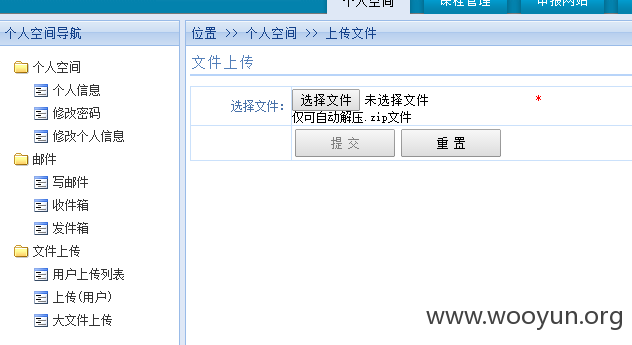 个人空间 课程管理 申报网站
个人空间导航
个人空间
个人信息
修改密码
修改个人信息
邮件
写邮件
收件箱
发件箱
文件上传
用户上传列表
上传(用户)
大文件上传
位置 >> 个人空间 >> 上传文件
文件上传
选择文件: 选择文件 未选择文件 *
仅可自动解压.zip文件
提 交 重 置
www.wooyun.org